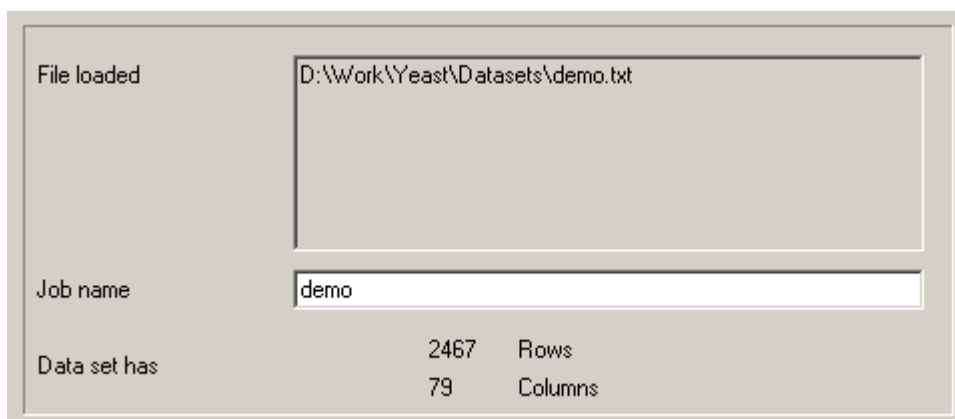 File loaded D:\Work\Yeast\Datasets\demo.txt
Job name demo
Data set has
2467 Rows
79 Columns